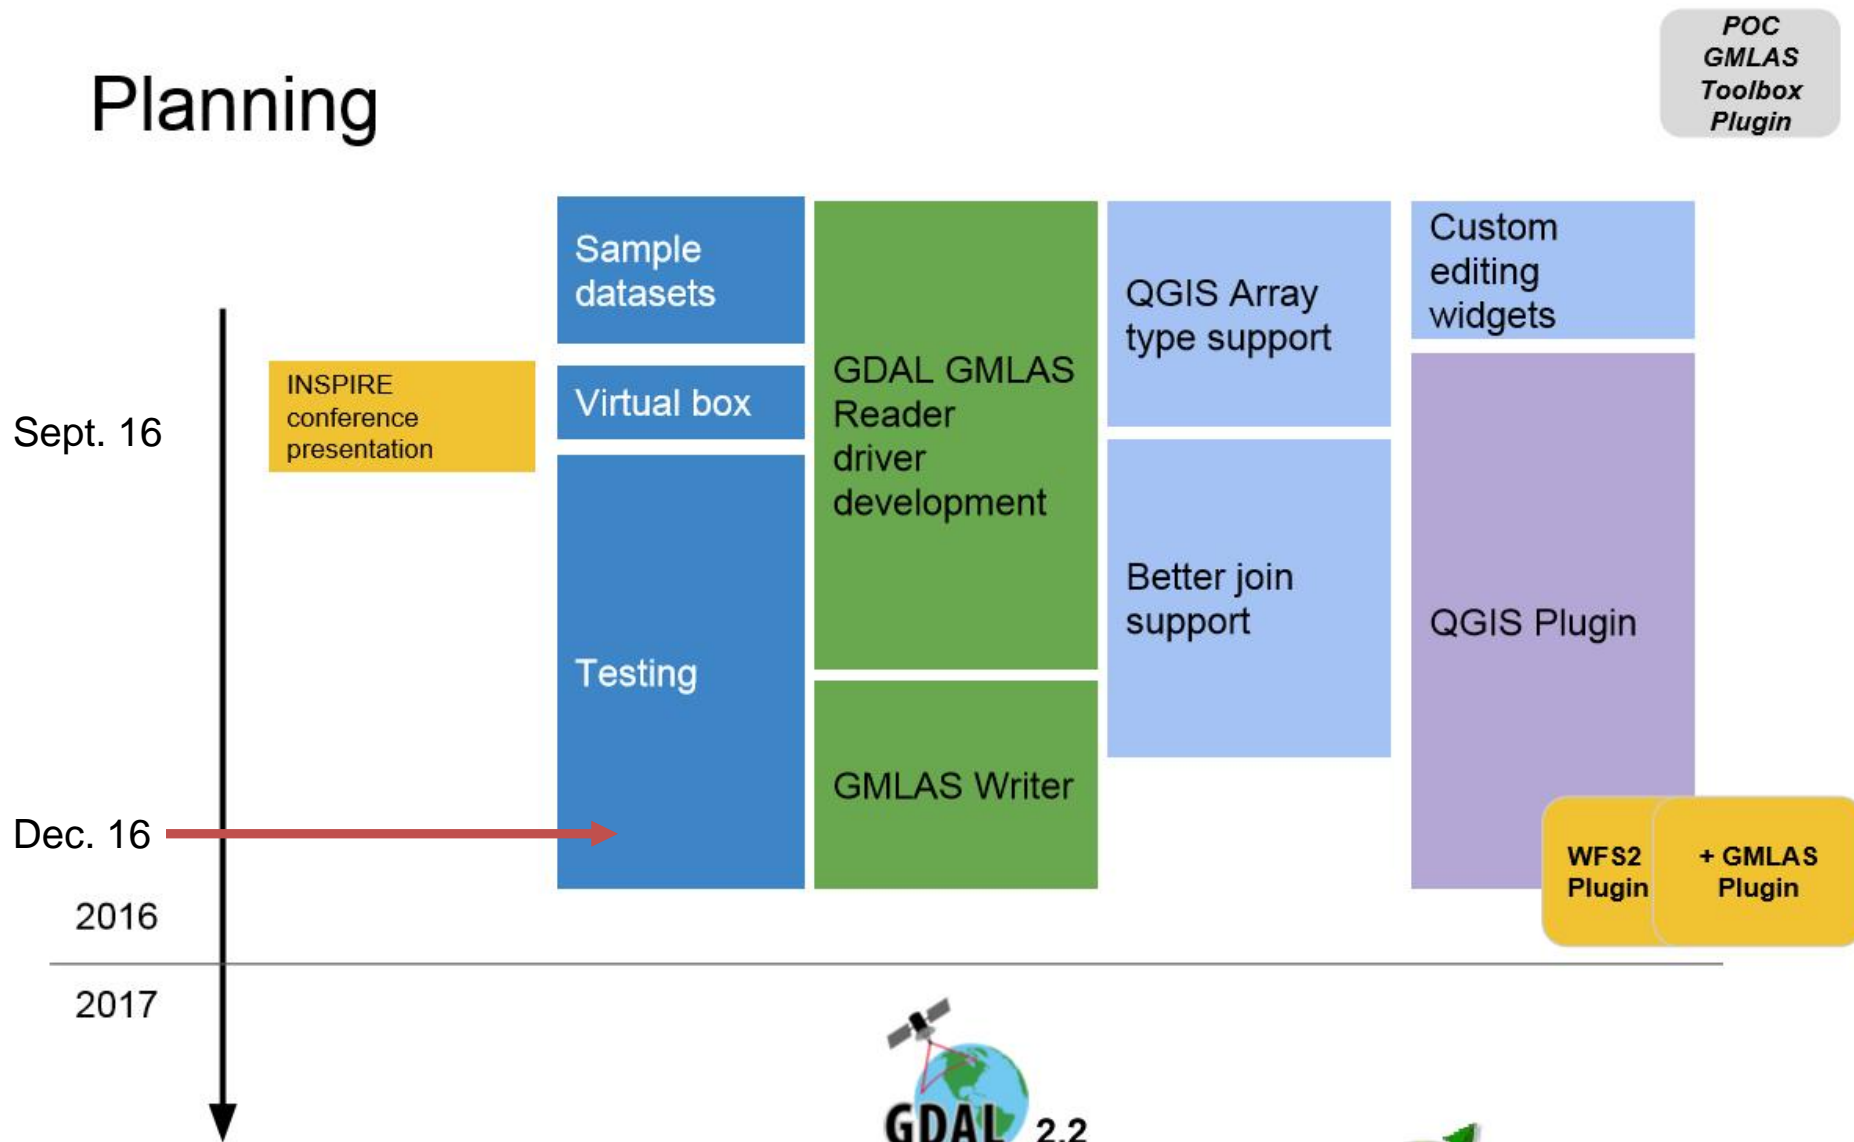 POC
GMLAS
Toolbox
Plugin
Planning
Sample
datasets
Virtual box
Testing
GDAL GMLAS
Reader
driver
development
GMLAS Writer
QGIS Array
type support
Better join
support
Custom
editing
widgets
QGIS Plugin
INSPIRE
conference
presentation
Sept. 16
Dec. 16
WFS2
Plugin
+ GMLAS
Plugin
2016
2017
GDAL 2.2